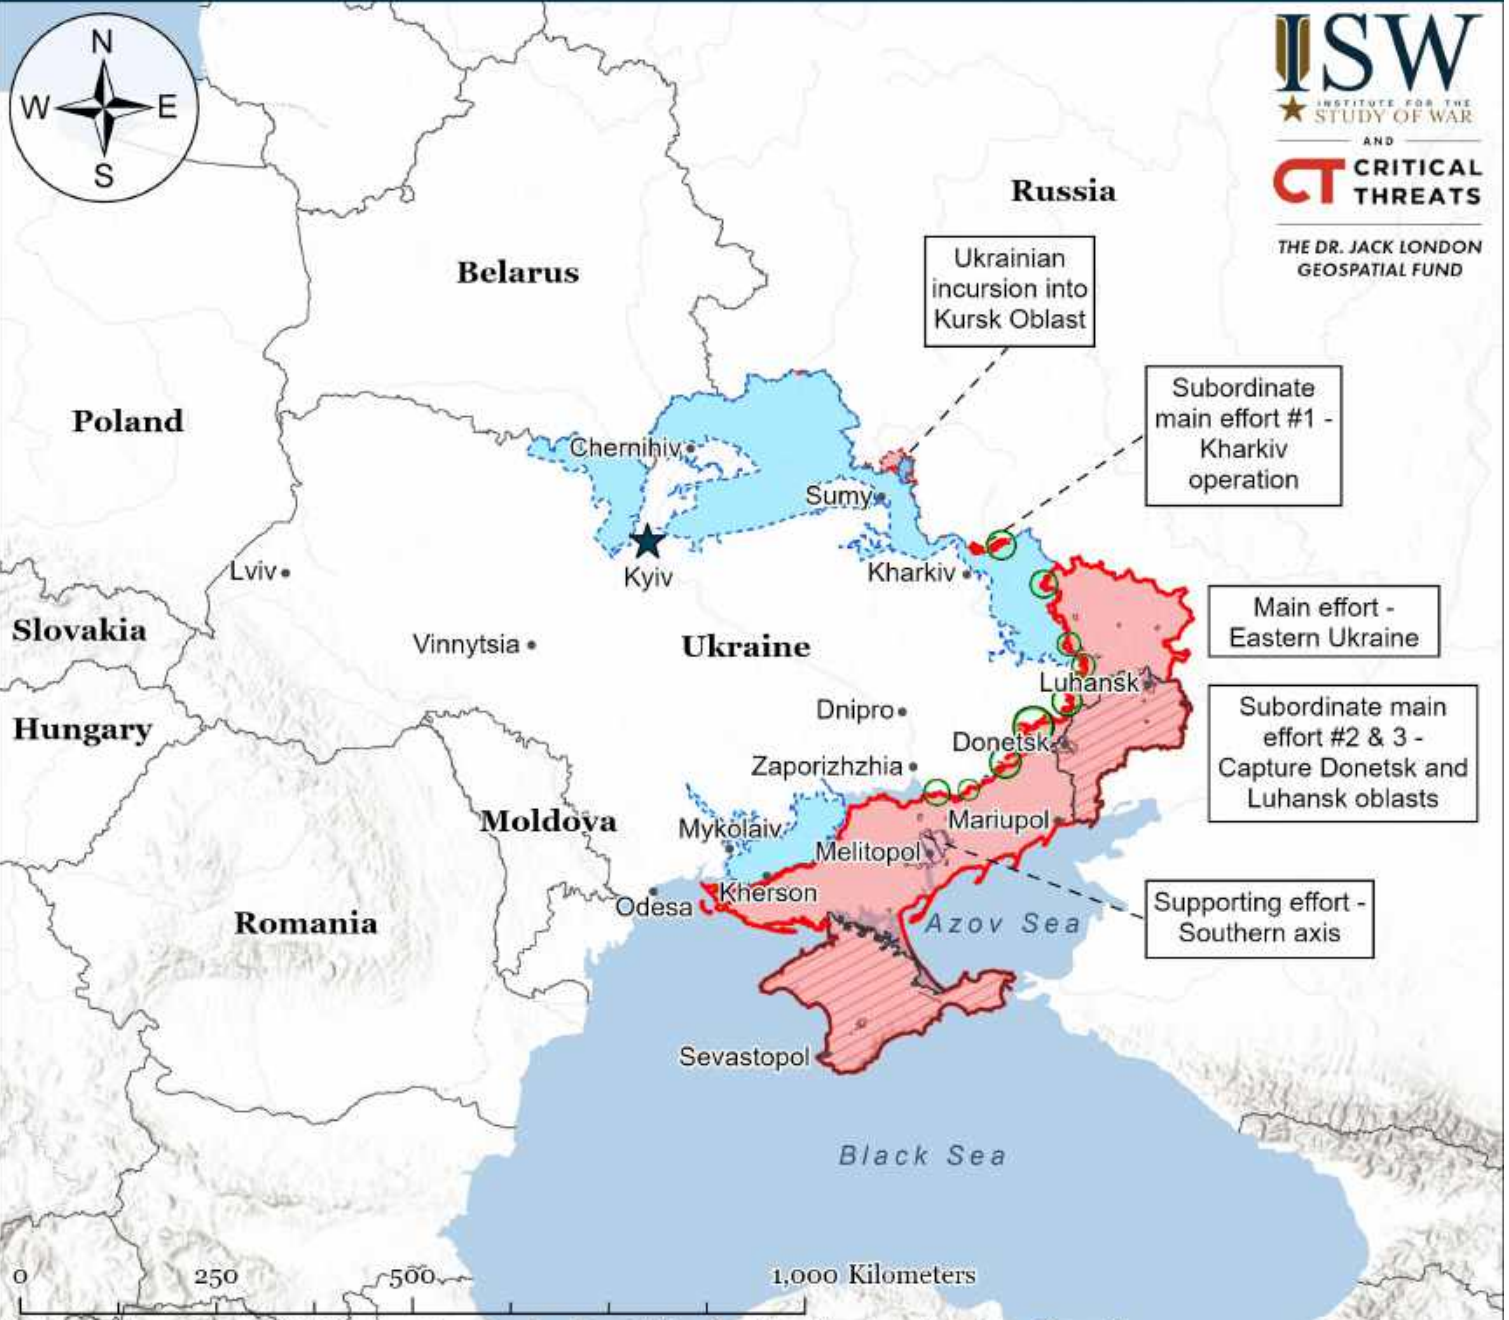 N
W E
S
ISW
INSTITUTE FOR THE
STUDY OF WAR
AND
CT CRITICAL
THREATS
THE DR. JACK LONDON
GEOSPATIAL FUND
Russia
Belarus
Ukrainian
incursion into
Kursk Oblast
Subordinate
main effort #1 -
Kharkiv
operation
Poland
Chernihiv
Sumy
Kyiv
Kharkiv
Lviv
Main effort -
Eastern Ukraine
Slovakia
Vinnytsia
Ukraine
Luhansk
Subordinate main
effort #2 & 3 -
Capture Donetsk and
Luhansk oblasts
Hungary
Dnipro
Donetsk
Zaporizhzhia
Moldova
Mykolaiv
Mariupol
Melitopol
Kherson
Odesa
Romania
Azov Sea
Supporting effort -
Southern axis
Sevastopol
Black Sea
0 250 500 1,000 Kilometers